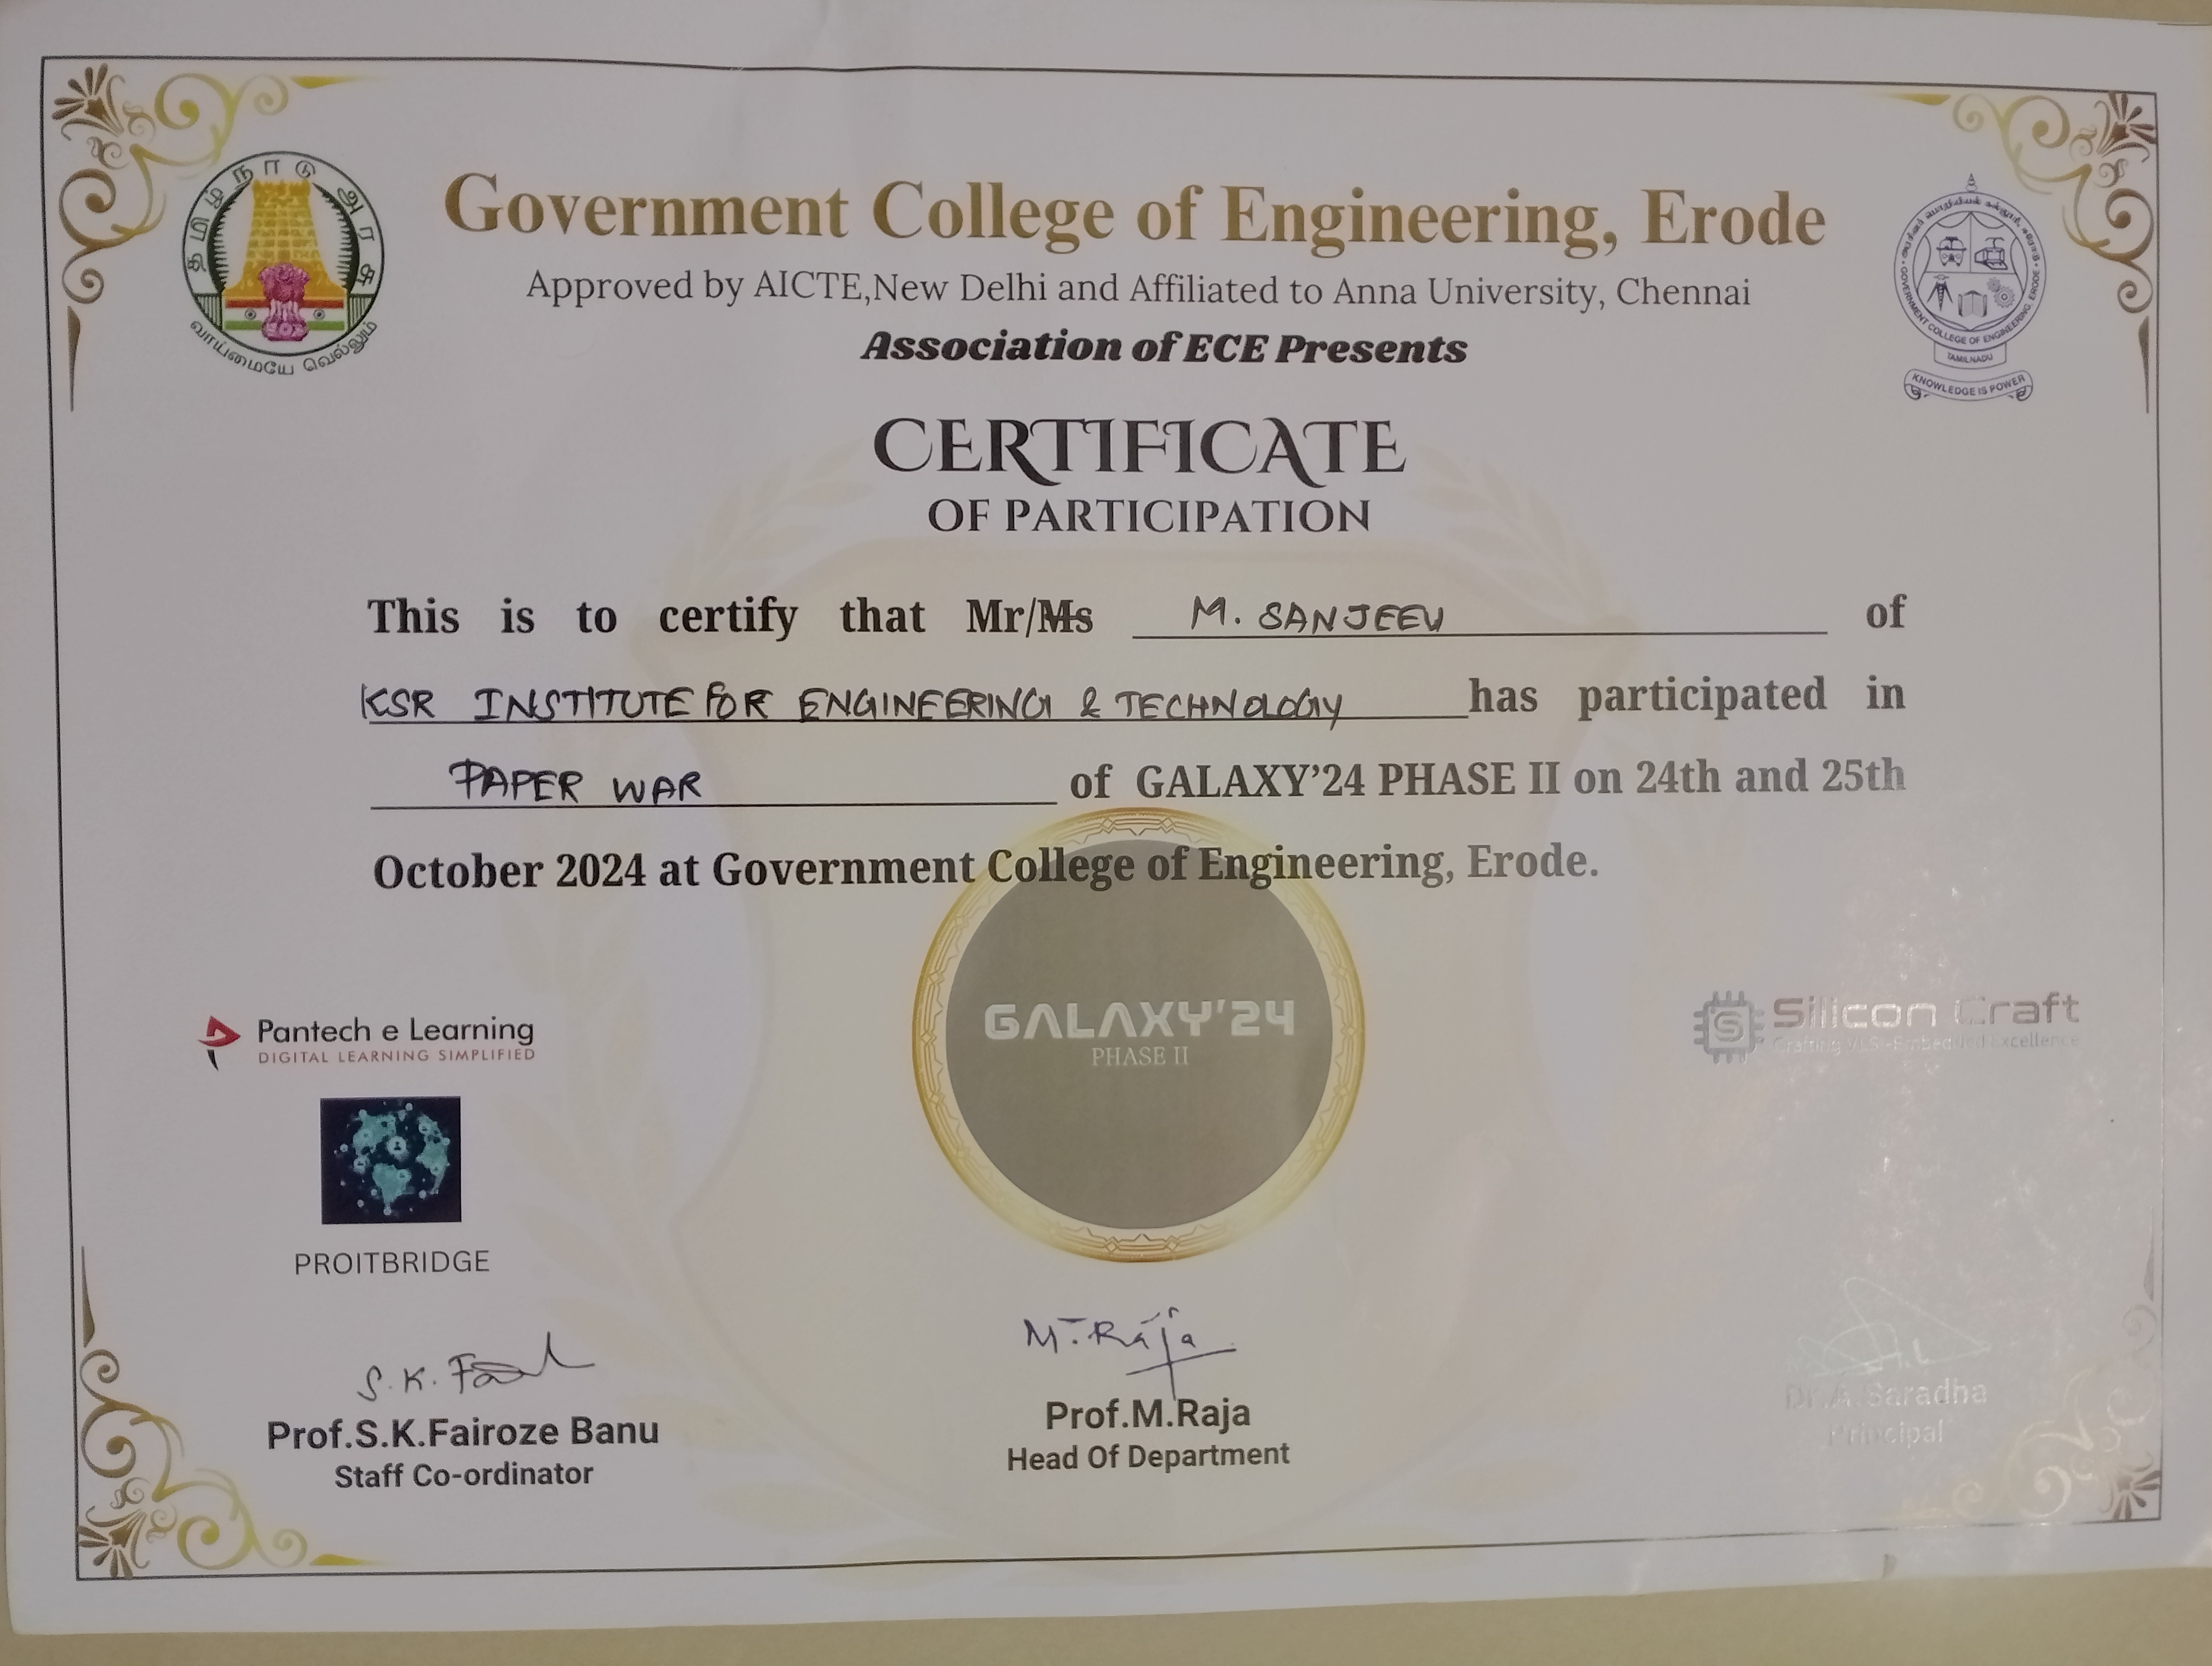 தமிழ்நாடு அரசு
வாய்மையே வெல்லும்
Government College of Engineering, Erode
Approved by AICTE,New Delhi and Affiliated to Anna University, Chennai
Association of ECE Presents
GOVERNMENT COLLEGE OF ENGINEERING, ERODE
TAMILNADU
KNOWLEDGE IS POWER
CERTIFICATE
OF PARTICIPATION
This is to certify that Mr/Ms M. SANJEEV of
KSR INSTITUTE FOR ENGINEERING & TECHNOLOGY has participated in
PAPER WAR of GALAXY'24 PHASE II on 24th and 25th
October 2024 at Government College of Engineering, Erode.
Pantech e Learning
DIGITAL LEARNING SIMPLIFIED
GALAXY'24
PHASE II
Silicon Craft
Crafting VLSI-Embedded Excellence
PROITBRIDGE
S.K.
M. Raja
Prof.S.K.Fairoze Banu
Staff Co-ordinator
Prof.M.Raja
Head Of Department
Dr.A.Saradha
Principal